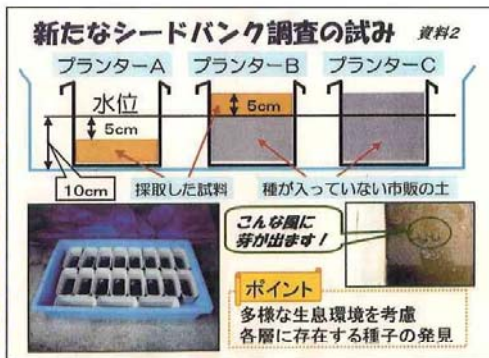 新たなシードバンク調査の試み 資料2
プランターA プランターB プランターC
水位
5cm
5cm
10cm
採取した試料
種が入っていない市販の土
こんな風に
芽が出ます!
ポイント
多様な生息環境を考慮
各層に存在する種子の発見